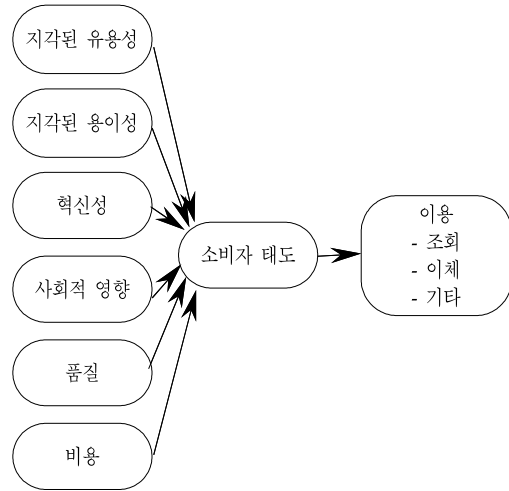 지각된 유용성
지각된 용이성
혁신성
사회적 영향
품질
비용
소비자 태도
이용
- 조회
- 이체
- 기타